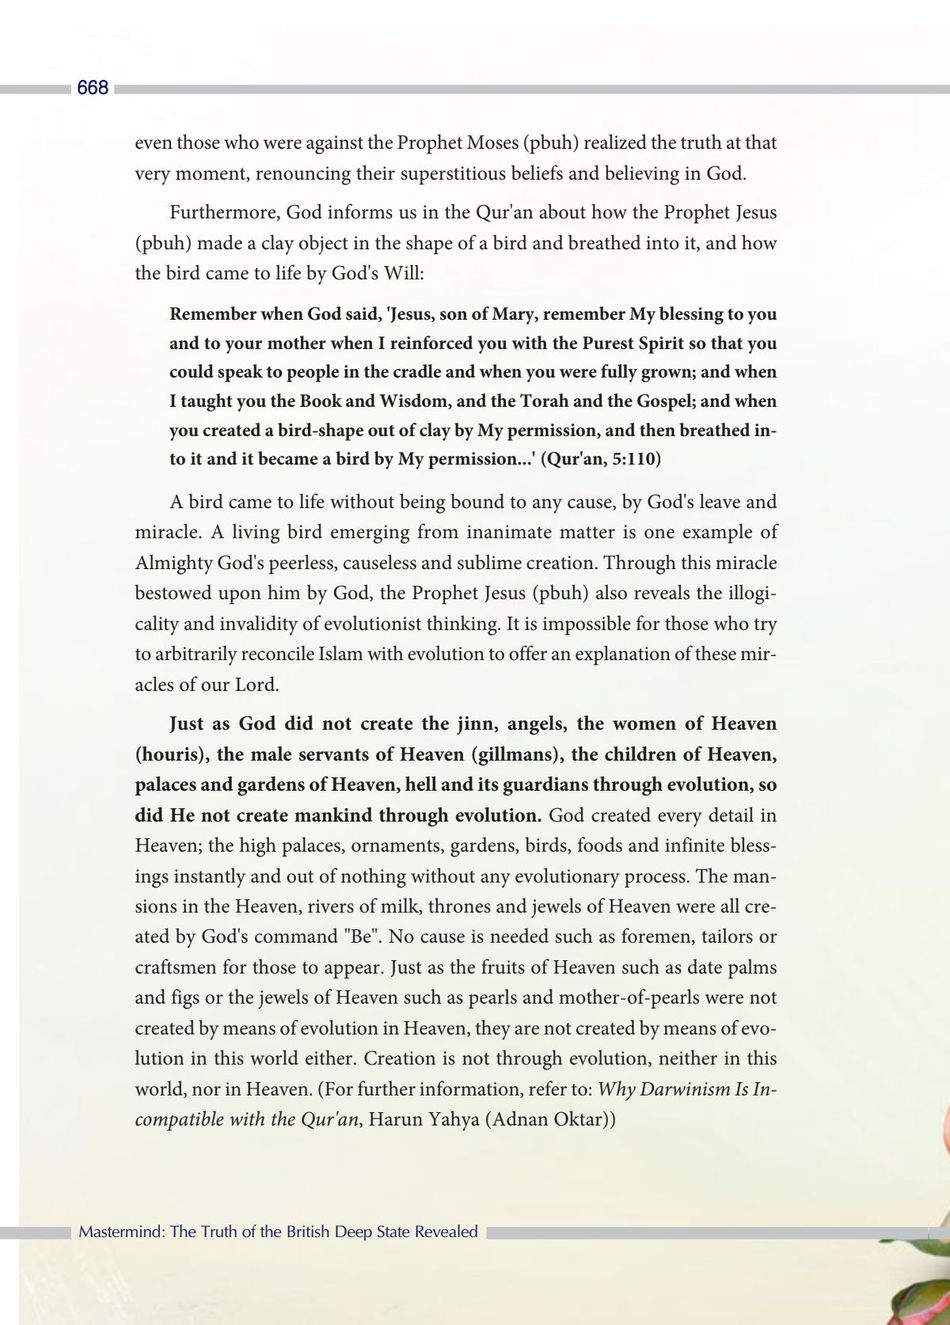 668
even those who were against the Prophet Moses (pbuh) realized the truth at that
very moment, renouncing their superstitious beliefs and believing in God.
Furthermore, God informs us in the Qur'an about how the Prophet Jesus
(pbuh) made a clay object in the shape of a bird and breathed into it, and how
the bird came to life by God's Will:
Remember when God said, 'Jesus, son of Mary, remember My blessing to you
and to your mother when I reinforced you with the Purest Spirit so that you
could speak to people in the cradle and when you were fully grown; and when
I taught you the Book and Wisdom, and the Torah and the Gospel; and when
you created a bird-shape out of clay by My permission, and then breathed in-
to it and it became a bird by My permission...' (Qur'an, 5:110)
A bird came to life without being bound to any cause, by God's leave and
miracle. A living bird emerging from inanimate matter is one example of
Almighty God's peerless, causeless and sublime creation. Through this miracle
bestowed upon him by God, the Prophet Jesus (pbuh) also reveals the illogi-
cality and invalidity of evolutionist thinking. It is impossible for those who try
to arbitrarily reconcile Islam with evolution to offer an explanation of these mir-
acles of our Lord.
Just as God did not create the jinn, angels, the women of Heaven
(houris), the male servants of Heaven (gillmans), the children of Heaven,
palaces and gardens of Heaven, hell and its guardians through evolution, so
did He not create mankind through evolution. God created every detail in
Heaven; the high palaces, ornaments, gardens, birds, foods and infinite bless-
ings instantly and out of nothing without any evolutionary process. The man-
sions in the Heaven, rivers of milk, thrones and jewels of Heaven were all cre-
ated by God's command "Be". No cause is needed such as foremen, tailors or
craftsmen for those to appear. Just as the fruits of Heaven such as date palms
and figs or the jewels of Heaven such as pearls and mother-of-pearls were not
created by means of evolution in Heaven, they are not created by means of evo-
lution in this world either. Creation is not through evolution, neither in this
world, nor in Heaven. (For further information, refer to: Why Darwinism Is In-
compatible with the Qur'an, Harun Yahya (Adnan Oktar))
Mastermind: The Truth of the British Deep State Revealed